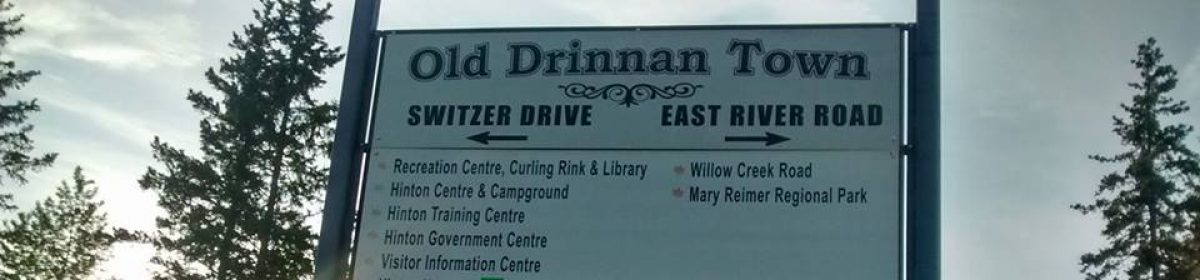 Old Drinnan Town
SWITZER DRIVE EAST RIVER ROAD
Recreation Centre, Curling Rink & Library
Hinton Centre & Campground
Hinton Training Centre
Hinton Government Centre
Visitor Information Centre
Willow Creek Road
Mary Reimer Regional Park